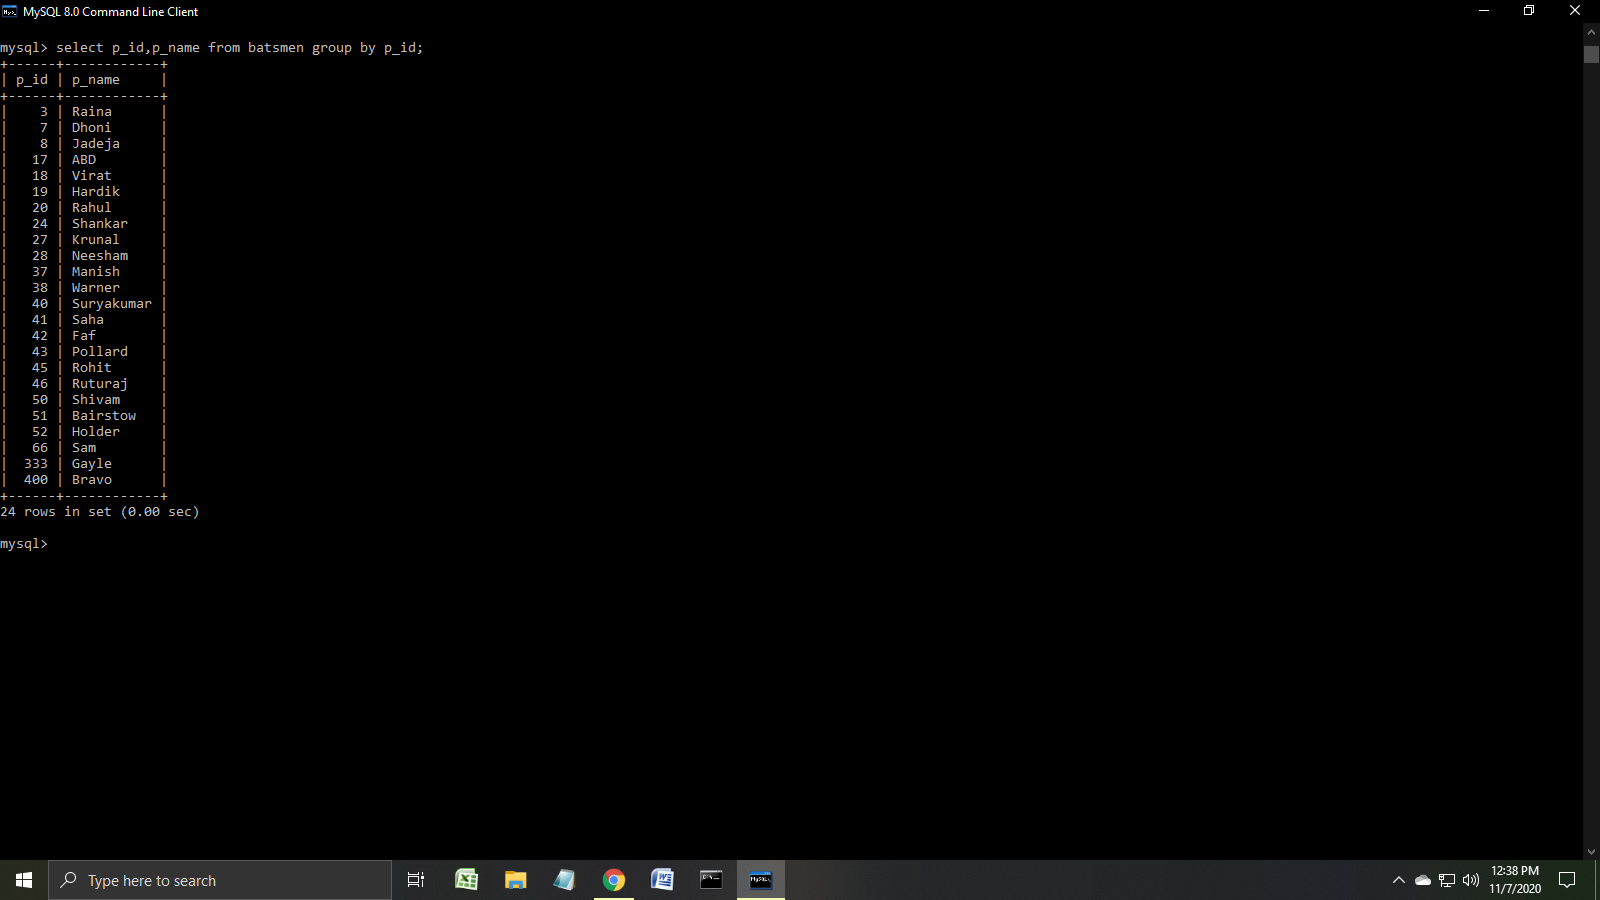 MySQL 8.0 Command Line Client
mysql> select p_id,p_name from batsmen group by p_id;
+------+------------+
| p_id | p_name     |
+------+------------+
|    3 | Raina      |
|    7 | Dhoni      |
|    8 | Jadeja     |
|   17 | ABD        |
|   18 | Virat      |
|   19 | Hardik     |
|   20 | Rahul      |
|   24 | Shankar    |
|   27 | Krunal     |
|   28 | Neesham    |
|   37 | Manish     |
|   38 | Warner     |
|   40 | Suryakumar |
|   41 | Saha       |
|   42 | Faf        |
|   43 | Pollard    |
|   45 | Rohit      |
|   46 | Ruturaj    |
|   50 | Shivam     |
|   51 | Bairstow   |
|   52 | Holder     |
|   66 | Sam        |
|  333 | Gayle      |
|  400 | Bravo      |
+------+------------+
24 rows in set (0.00 sec)
mysql>
Type here to search
12:38 PM
11/7/2020